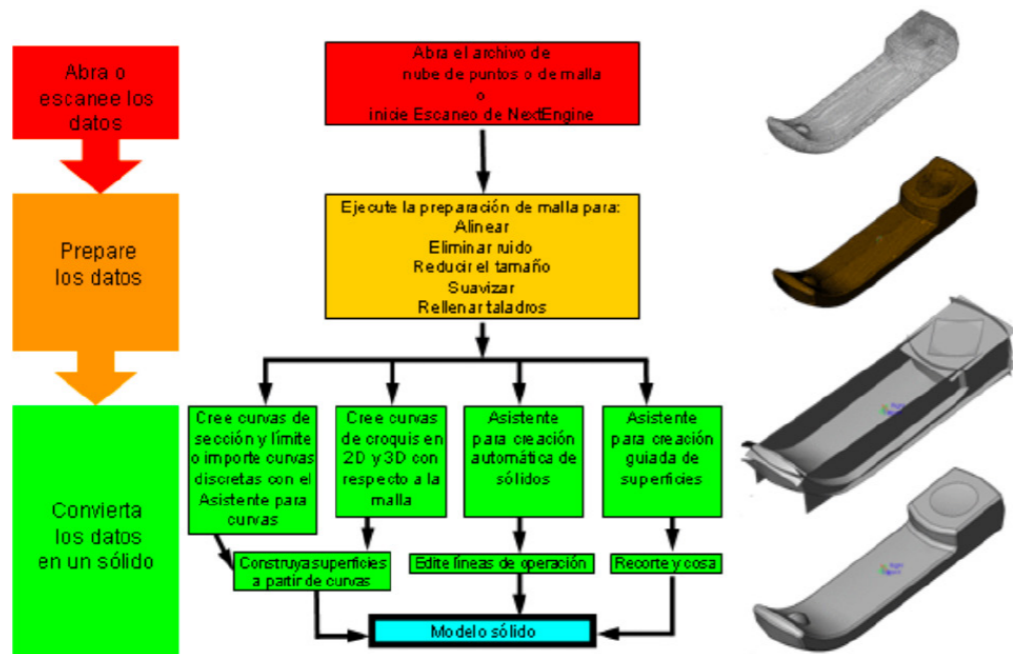 Abra o
escanee los
datos
Prepare
los datos
Convierta
los datos
en un sólido
Abra el archivo de
nube de puntos o de malla
o
inicie Escaneo de NextEngine
Ejecute la preparación de malla para:
Alinear
Eliminar ruido
Reducir el tamaño
Suavizar
Rellenar taladros
Cree curvas de
sección y límite
o importe curvas
discretas con el
Asistente para
curvas
Cree curvas
de croquis en
2D y 3D con
respecto a la
malla
Asistente
para creación
automática de
sólidos
Asistente
para creación
guiada de
superficies
Construya superficies
a partir de curvas
Edite líneas de operación
Recorte y cosa
Modelo sólido